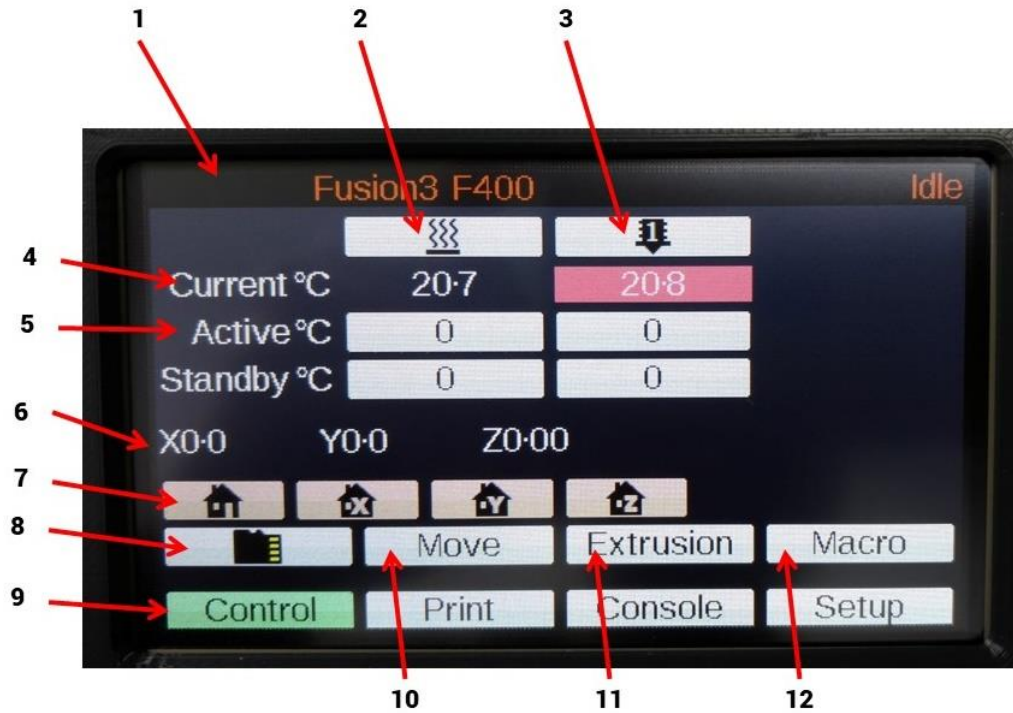 1 2 3
Fusion3 F400 Idle
1
4 Current °C 20·7 20·8
5 Active °C 0 0
Standby °C 0 0
6 X0·0 Y0·0 Z0·00
7 X Y Z
8 Move Extrusion Macro
9 Control Print Console Setup
10 11 12